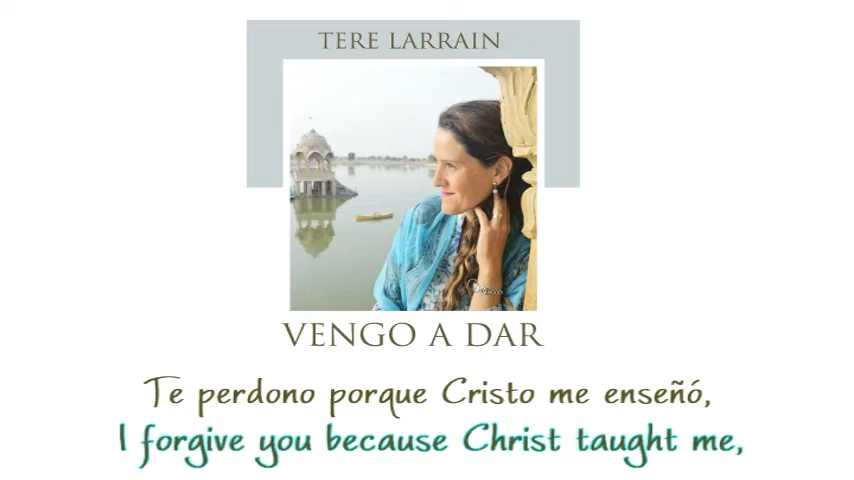 TERE LARRAIN
VENGO A DAR
Te perdono porque Cristo me enseñó,
I forgive you because Christ taught me,